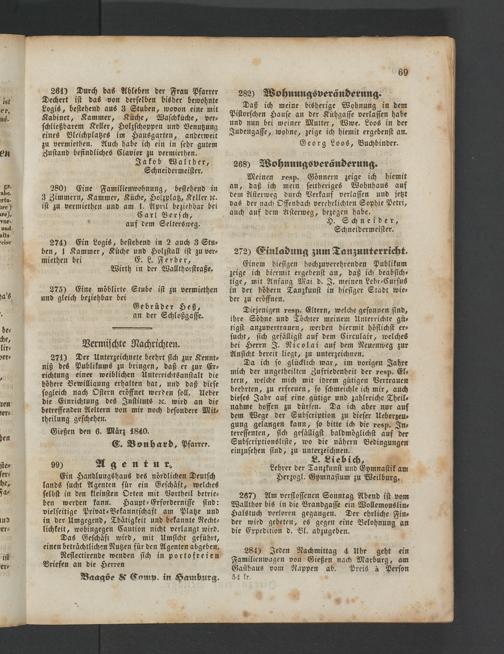 69
261) Durch das Ableben der Frau Pfarrer
Dechert ist das von derselben bisher bewohnte
Logis, bestehend aus 3 Stuben, wovon eine mit
Kabinet, Kammer, Küche, Waschküche, ver-
schließbarem Keller, Holzschoppen und Benutzung
eines Bleichplatzes im Hausgarten, anderweit
zu vermiethen. Auch habe ich ein in sehr gutem
Zustand befindliches Clavier zu vermiethen.
Jakob Walther,
Schreinermeister.
280) Eine Familienwohnung, bestehend in
3 Zimmern, Kammer, Küche, Holzplatz, Keller ꝛc.
ist zu vermiethen und am 1. April beziehbar bei
Carl Bersch,
auf dem Seltersweg.
274) Ein Logis, bestehend in 2 auch 3 Stu-
ben, 1 Kammer, Küche und Holzstall ist zu ver-
miethen bei E. L. Ferber,
Wirth in der Wallthorstraße.
275) Eine möblirte Stube ist zu vermiethen
und gleich beziehbar bei
Gebrüder Heß,
an der Schloßgasse.
Vermischte Nachrichten.
271) Der Unterzeichnete beehrt sich zur Kennt-
niß des Publikums zu bringen, daß er zur Er-
richtung einer weiblichen Unterrichtsanstalt die
höhere Bewilligung erhalten hat, und daß diese
sogleich nach Ostern eröffnet werden soll. Ueber
die Einrichtung des Instituts ꝛc. wird an die
betreffenden Aeltern von mir noch besondere Mit-
theilung geschehen.
Gießen den 6. März 1840.
C. Bonhard, Pfarrer.
99) Agentur.
Ein Handlungshaus des nördlichen Deutsch
lands sucht für ein Geschäft, welches
selbst in den kleinsten Orten mit Vortheil betrie-
ben werden kann. Haupt-Erfordernisse sind:
vielseitige Privat-Bekanntschaft am Platze und
in der Umgegend, Thätigkeit und bekannte Recht-
lichkeit, wobingegen Caution nicht verlangt wird.
Das Geschäft wird, mit Umsicht geführt,
einen beträchtlichen Nutzen für den Agenten abgeben.
Reflectirende wenden sich in portofreien
Briefen an die Herren
Baagöe & Comp. in Hamburg.
282) Wohnungsveränderung.
Daß ich meine bisherige Wohnung in dem
Pistorschen Hause an der Kühgasse verlassen habe
und nun bei meiner Mutter, Wwe. Loos in der
Judengasse, wohne, zeige ich hiermit ergebenst an.
Georg Loos, Buchbinder.
268) Wohnungsveränderung.
Meinen resp. Gönnern zeige ich hiermit
an, daß ich mein seitheriges Wohnhaus auf
dem Asterweg durch Verkauf verlassen und jetzt
das der nach Offenbach verehelichten Sophie Petri,
auch auf dem Asterweg, bezogen habe.
H. Schneider,
Schreinermeister.
272) Einladung zum Tanzunterricht.
Einem hiesigen hochzuverehrenden Publikum
zeige ich hiermit ergebenst an, daß ich beabsich-
tige, mit Anfang Mai d. J. meinen Lehr-Cursus
in der höhern Tanzkunst in hiesiger Stadt wie-
der zu eröffnen.
Diejenigen resp. Eltern, welche gesonnen sind,
ihre Söhne und Töchter meinem Unterrichte gü-
tigst anzuvertrauen, werden hiermit höflichst er-
sucht, sich gefälligst auf dem Circulair, welches
bei Herrn J. Nicolai auf dem Neuenweg zur
Ansicht bereit liegt, zu unterzeichnen.
Da ich so glücklich war, im vorigen Jahre
mich der ungetheilten Zufriedenheit der resp. El-
tern, welche mich mit ihrem gütigen Vertrauen
beehrten, zu erfreuen, so schmeichle ich mir, auch
dieses Jahr auf eine gütige und zahlreiche Theil-
nahme hoffen zu dürfen. Da ich aber nur auf
dem Wege der Subscription zu dieser Ueberzeu-
gung gelangen kann, so bitte ich die resp. In-
teressenten, sich gefälligst baldmöglichst auf der
Subscriptionsliste, wo die nähern Bedingungen
einzusehen sind, zu unterzeichnen.
L. Liebich,
Lehrer der Tanzkunst und Gymnastik am
Herzogl. Gymnasium zu Weilburg.
267) Am verflossenen Sonntag Abend ist vom
Wallthor bis in die Brandgasse ein Wollemouslin-
Halstuch verloren gegangen. Der ehrliche Fin-
der wird gebeten, es gegen eine Belohnung an
die Expedition d. Bl. abzugeben.
284) Jeden Nachmittag 4 Uhr geht ein
Familienwagen von Gießen nach Marburg, am
Gasthaus vom Rappen ab. Preis à Person
54 kr.